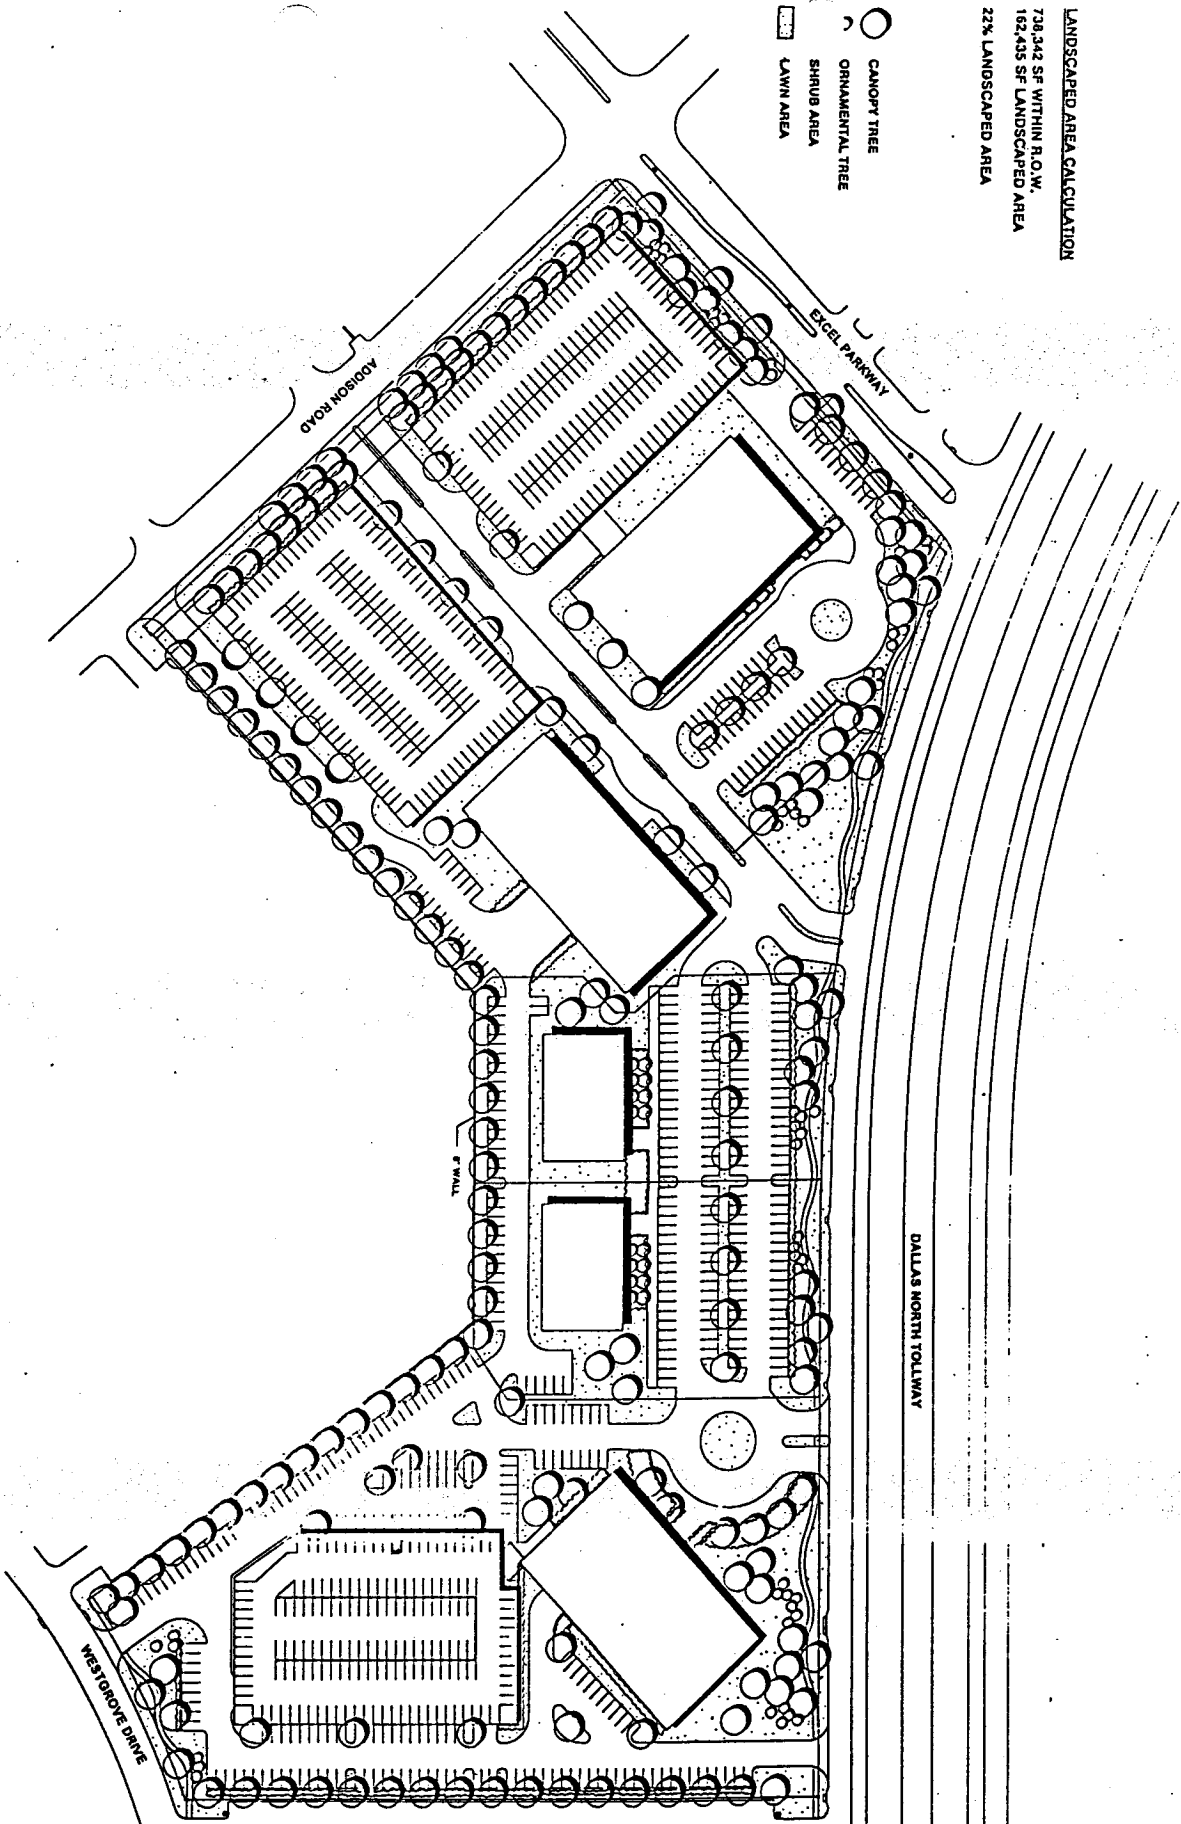 LANDSCAPED AREA CALCULATION
738,342 SF WITHIN R.O.W.
162,435 SF LANDSCAPED AREA
22% LANDSCAPED AREA
CANOPY TREE
ORNAMENTAL TREE
SHRUB AREA
LAWN AREA
EXCEL PARKWAY
ADDISON ROAD
6' WALL
DALLAS NORTH TOLLWAY
WESTGROVE DRIVE